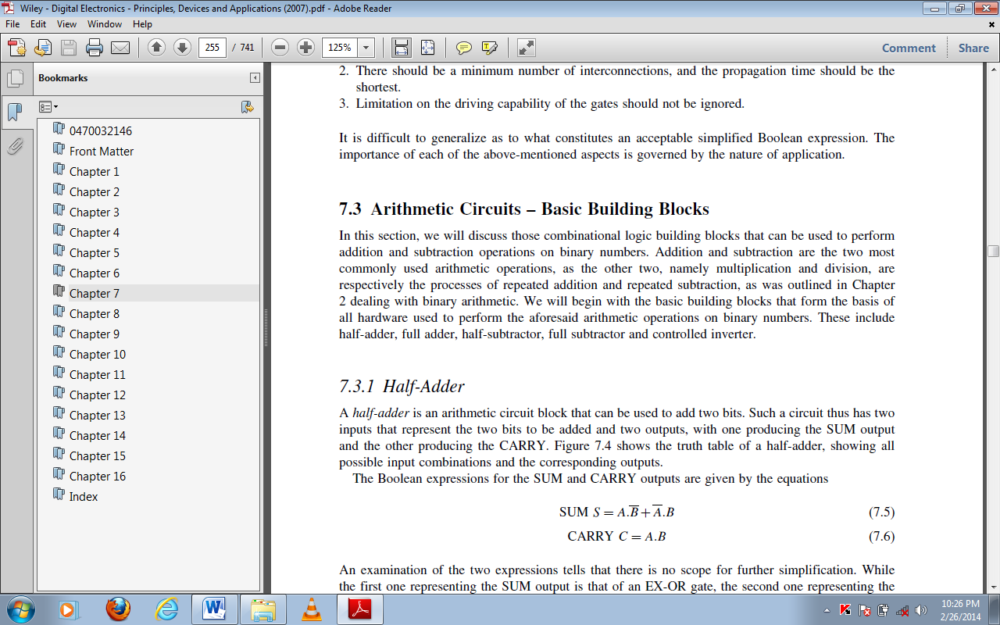 Wiley - Digital Electronics - Principles, Devices and Applications (2007).pdf - Adobe Reader
File Edit View Window Help
255 / 741 125% Comment Share
Bookmarks
0470032146
Front Matter
Chapter 1
Chapter 2
Chapter 3
Chapter 4
Chapter 5
Chapter 6
Chapter 7
Chapter 8
Chapter 9
Chapter 10
Chapter 11
Chapter 12
Chapter 13
Chapter 14
Chapter 15
Chapter 16
Index
2. There should be a minimum number of interconnections, and the propagation time should be the
shortest.
3. Limitation on the driving capability of the gates should not be ignored.
It is difficult to generalize as to what constitutes an acceptable simplified Boolean expression. The
importance of each of the above-mentioned aspects is governed by the nature of application.
7.3 Arithmetic Circuits – Basic Building Blocks
In this section, we will discuss those combinational logic building blocks that can be used to perform
addition and subtraction operations on binary numbers. Addition and subtraction are the two most
commonly used arithmetic operations, as the other two, namely multiplication and division, are
respectively the processes of repeated addition and repeated subtraction, as was outlined in Chapter
2 dealing with binary arithmetic. We will begin with the basic building blocks that form the basis of
all hardware used to perform the aforesaid arithmetic operations on binary numbers. These include
half-adder, full adder, half-subtractor, full subtractor and controlled inverter.
7.3.1 Half-Adder
A half-adder is an arithmetic circuit block that can be used to add two bits. Such a circuit thus has two
inputs that represent the two bits to be added and two outputs, with one producing the SUM output
and the other producing the CARRY. Figure 7.4 shows the truth table of a half-adder, showing all
possible input combinations and the corresponding outputs.
The Boolean expressions for the SUM and CARRY outputs are given by the equations
SUM S = A.B̅ + A̅.B (7.5)
CARRY C = A.B (7.6)
An examination of the two expressions tells that there is no scope for further simplification. While
the first one representing the SUM output is that of an EX-OR gate, the second one representing the
10:26 PM
2/26/2014